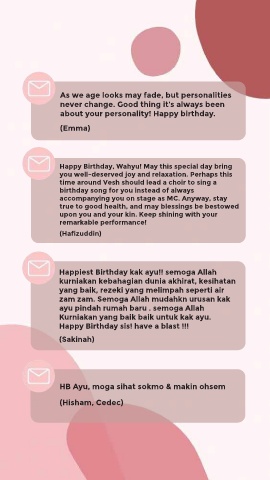 As we age looks may fade, but personalities
never change. Good thing it's always been
about your personality! Happy birthday.
(Emma)
Happy Birthday, Wahyu! May this special day bring
you well-deserved joy and relaxation. Perhaps this
time around Vesh should lead a choir to sing a
birthday song for you instead of always
accompanying you on stage as MC. Anyway, stay
true to good health, and may blessings be bestowed
upon you and your kin. Keep shining with your
remarkable performance!
(Hafizuddin)
Happiest Birthday kak ayu!! semoga Allah
kurniakan kebahagian dunia akhirat, kesihatan
yang baik, rezeki yang melimpah seperti air
zam zam. Semoga Allah mudahkn urusan kak
ayu pindah rumah baru . semoga Allah
Kurniakan yang baik baik untuk kak ayu.
Happy Birthday sis! have a blast !!!
(Sakinah)
HB Ayu, moga sihat sokmo & makin ohsem
(Hisham, Cedec)